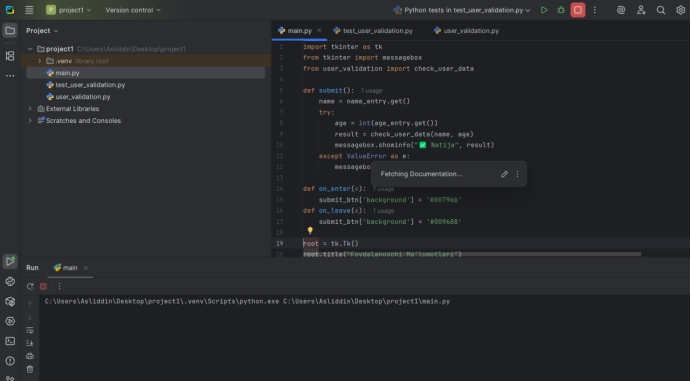 project1
Version control
Python tests in test_user_validation.py
Project
project1 C:\Users\Asliddin\Desktop\project1
.venv library root
main.py
test_user_validation.py
user_validation.py
External Libraries
Scratches and Consoles
main.py
test_user_validation.py
user_validation.py
1 import tkinter as tk
2 from tkinter import messagebox
3 from user_validation import check_user_data
4
5 def submit(): 1 usage
6 name = name_entry.get()
7 try:
8 age = int(age_entry.get())
9 result = check_user_data(name, age)
10 messagebox.showinfo("✅ Natija", result)
11 except ValueError as e:
12 messagebo
Fetching Documentation...
14 def on_enter(e): 1 usage
15 submit_btn['background'] = '#00796b'
16 def on_leave(e): 1 usage
17 submit_btn['background'] = '#009688'
18
19 root = tk.Tk()
20 root.title("Foydalanuvchi Ma'lumotlari")
Run
main
C:\Users\Asliddin\Desktop\project1\.venv\Scripts\python.exe C:\Users\Asliddin\Desktop\project1\main.py